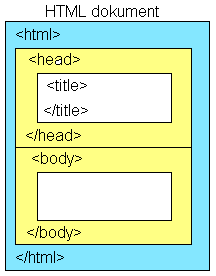 HTML dokument
<html>
<head>
<title>
</title>
</head>
<body>
</body>
</html>